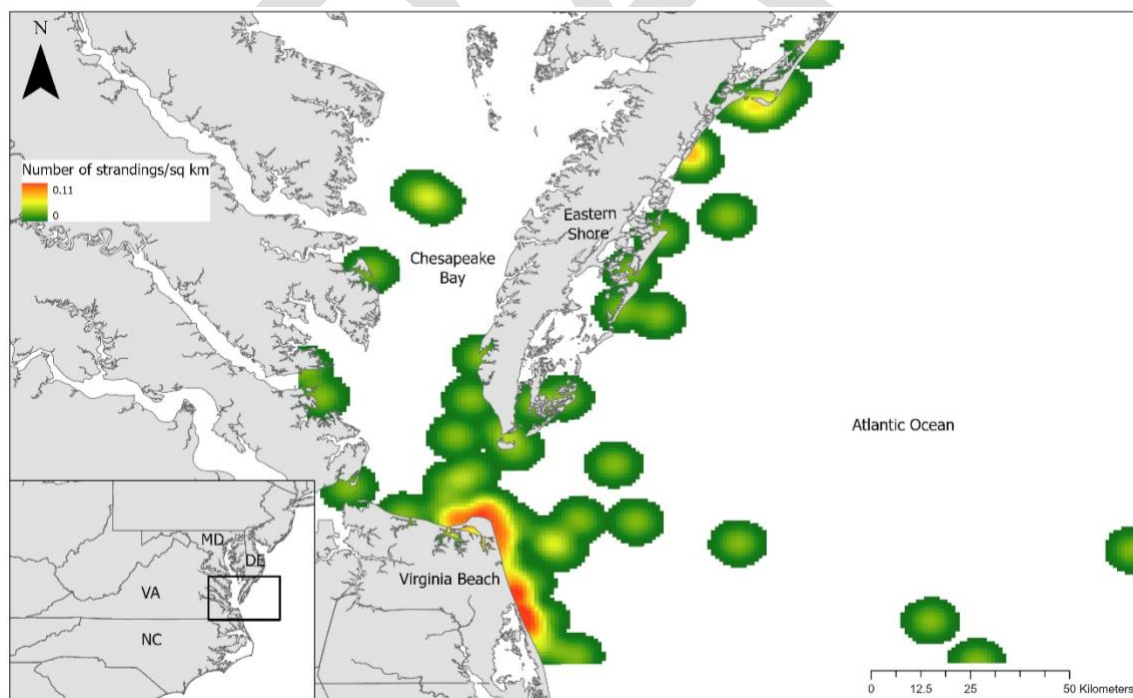 N
Number of strandings/sq km
0.11
0
Eastern
Shore
Chesapeake
Bay
Atlantic Ocean
Virginia Beach
MD
DE
VA
NC
0 12.5 25 50 Kilometers